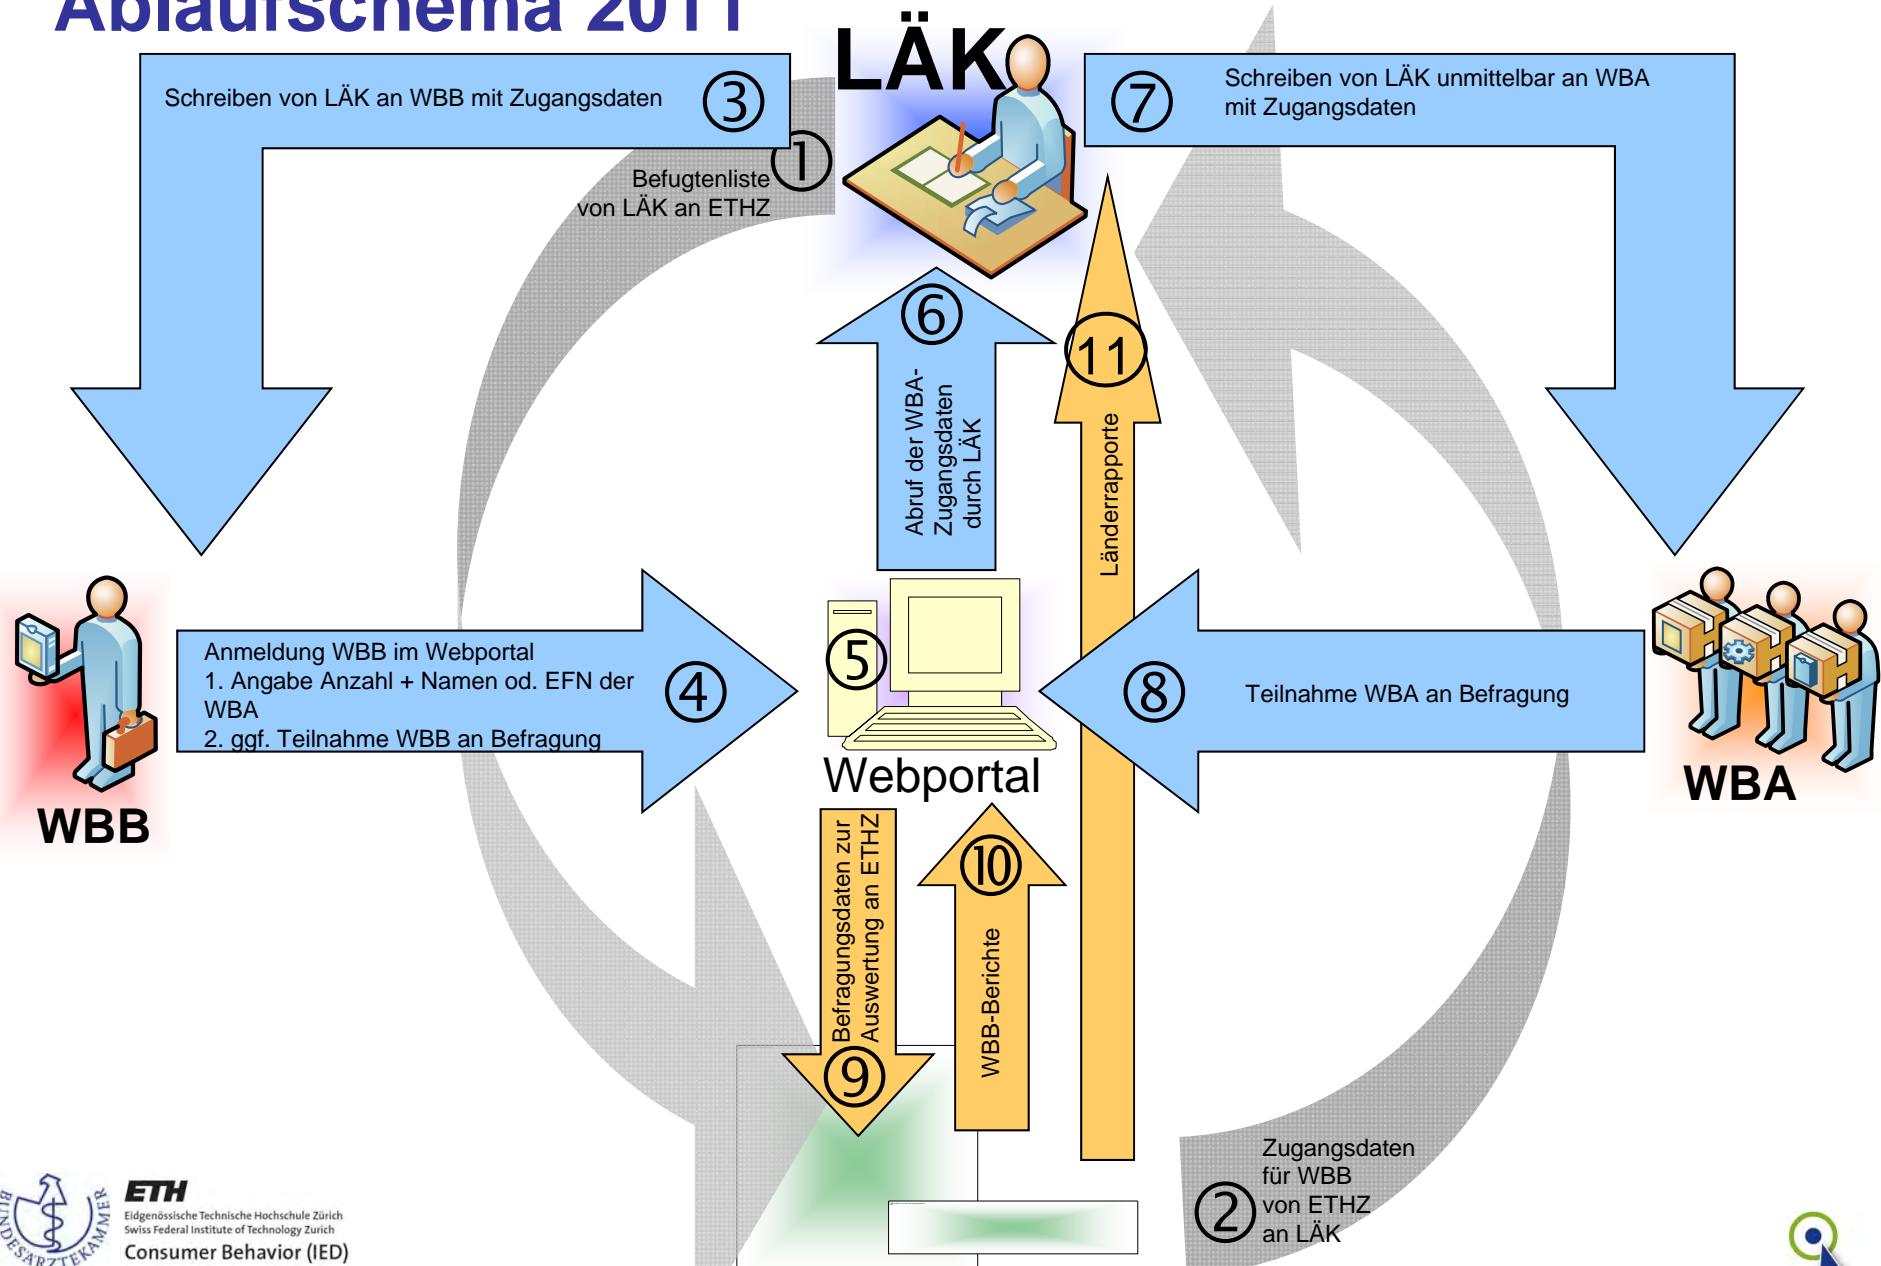 Ablaufschema 2011
LÄK
Schreiben von LÄK an WBB mit Zugangsdaten
3
7
Schreiben von LÄK unmittelbar an WBA
mit Zugangsdaten
1
Befugtenliste
von LÄK an ETHZ
6
Abruf der WBA-
Zugangsdaten
durch LÄK
11
Länderrapporte
Anmeldung WBB im Webportal
1. Angabe Anzahl + Namen od. EFN der
WBA
2. ggf. Teilnahme WBB an Befragung
4
5
8
Teilnahme WBA an Befragung
WBB
Webportal
WBA
Befragungsdaten zur
Auswertung an ETHZ
9
10
WBB-Berichte
2
Zugangsdaten
für WBB
von ETHZ
an LÄK
BUNDESÄRZTEKAMMER
ETH
Eidgenössische Technische Hochschule Zürich
Swiss Federal Institute of Technology Zurich
Consumer Behavior (IED)